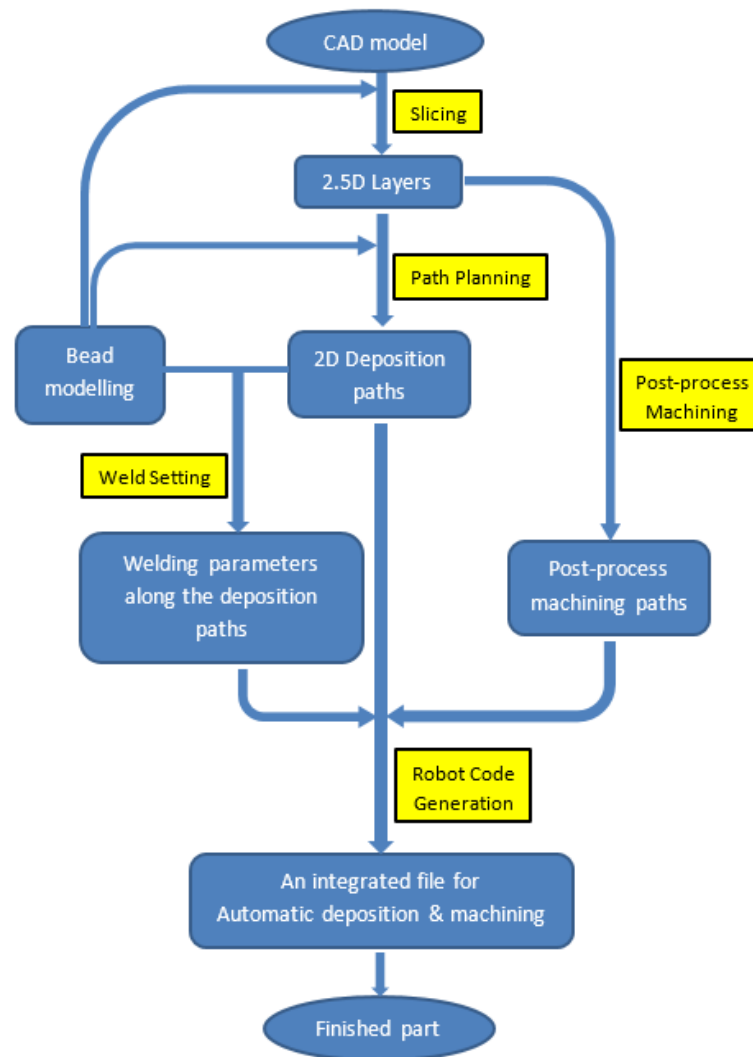 CAD model
Slicing
2.5D Layers
Path Planning
Bead
modelling
2D Deposition
paths
Post-process
Machining
Weld Setting
Welding parameters
along the deposition
paths
Post-process
machining paths
Robot Code
Generation
An integrated file for
Automatic deposition & machining
Finished part